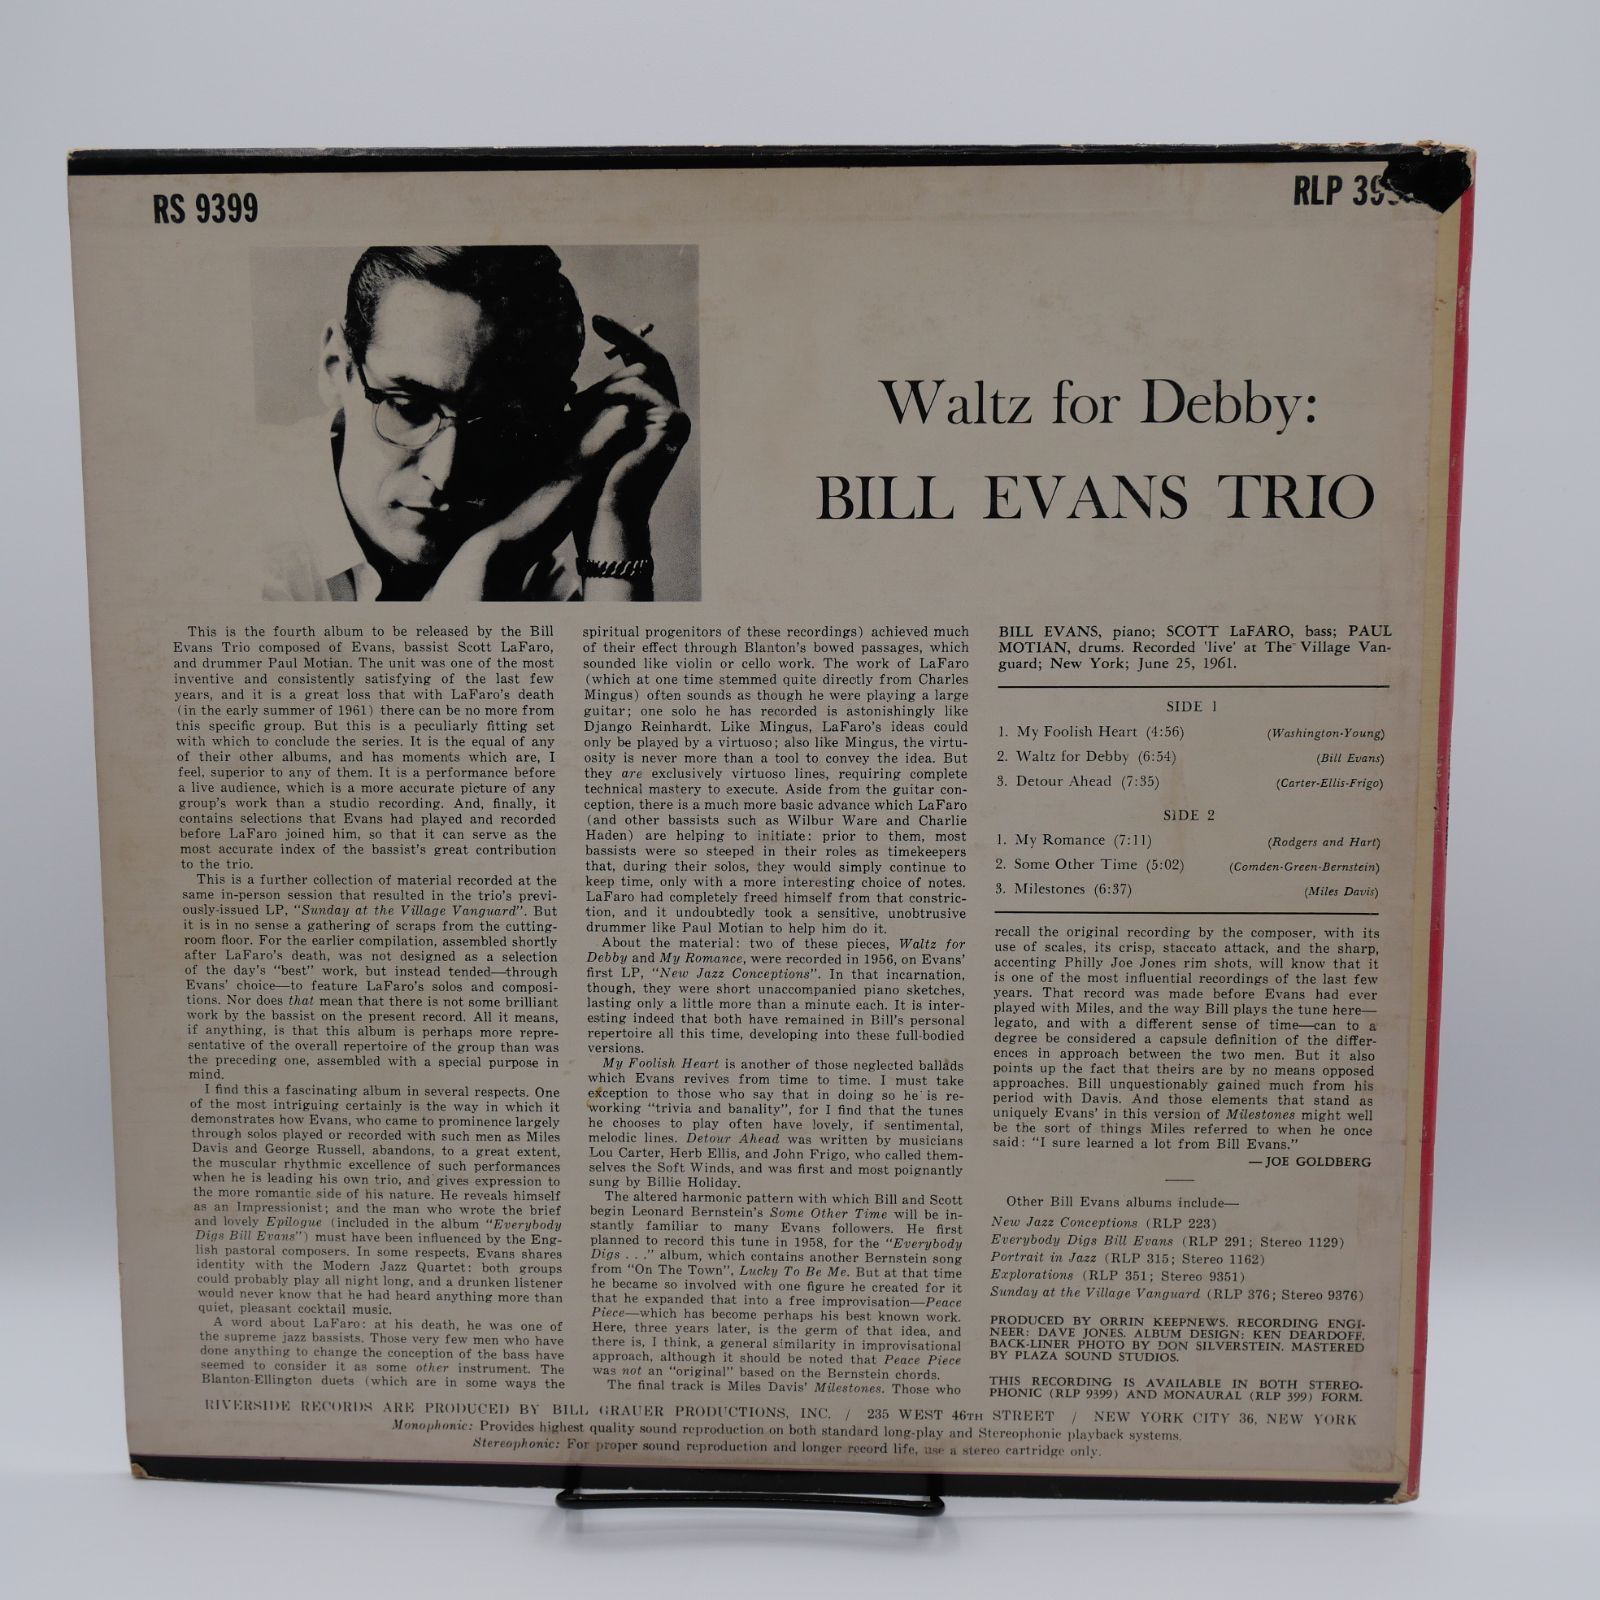 RS 9399
RLP 39
Waltz for Debby:
BILL EVANS TRIO
This is the fourth album to be released by the Bill
Evans Trio composed of Evans, bassist Scott LaFaro,
and drummer Paul Motian. The unit was one of the most
inventive and consistently satisfying of the last few
years, and it is a great loss that with LaFaro's death
(in the early summer of 1961) there can be no more from
this specific group. But this is a peculiarly fitting set
with which to conclude the series. It is the equal of any
of their other albums, and has moments which are, I
feel, superior to any of them. It is a performance before
a live audience, which is a more accurate picture of any
group's work than a studio recording. And, finally, it
contains selections that Evans had played and recorded
before LaFaro joined him, so that it can serve as the
most accurate index of the bassist's great contribution
to the trio.
This is a further collection of material recorded at the
same in-person session that resulted in the trio's previ-
ously-issued LP, "Sunday at the Village Vanguard". But
it is in no sense a gathering of scraps from the cutting-
room floor. For the earlier compilation, assembled shortly
after LaFaro's death, was not designed as a selection
of the day's "best" work, but instead tended—through
Evans' choice—to feature LaFaro's solos and composi-
tions. Nor does that mean that there is not some brilliant
work by the bassist on the present record. All it means,
if anything, is that this album is perhaps more repre-
sentative of the overall repertoire of the group than was
the preceding one, assembled with a special purpose in
mind.
I find this a fascinating album in several respects. One
of the most intriguing certainly is the way in which it
demonstrates how Evans, who came to prominence largely
through solos played or recorded with such men as Miles
Davis and George Russell, abandons, to a great extent,
the muscular rhythmic excellence of such performances
when he is leading his own trio, and gives expression to
the more romantic side of his nature. He reveals himself
as an Impressionist; and the man who wrote the brief
and lovely Epilogue (included in the album "Everybody
Digs Bill Evans") must have been influenced by the Eng-
lish pastoral composers. In some respects, Evans shares
identity with the Modern Jazz Quartet: both groups
could probably play all night long, and a drunken listener
would never know that he had heard anything more than
quiet, pleasant cocktail music.
A word about LaFaro: at his death, he was one of
the supreme jazz bassists. Those very few men who have
done anything to change the conception of the bass have
seemed to consider it as some other instrument. The
Blanton-Ellington duets (which are in some ways the
spiritual progenitors of these recordings) achieved much
of their effect through Blanton's bowed passages, which
sounded like violin or cello work. The work of LaFaro
(which at one time stemmed quite directly from Charles
Mingus) often sounds as though he were playing a large
guitar; one solo he has recorded is astonishingly like
Django Reinhardt. Like Mingus, LaFaro's ideas could
only be played by a virtuoso; also like Mingus, the virtu-
osity is never more than a tool to convey the idea. But
they are exclusively virtuoso lines, requiring complete
technical mastery to execute. Aside from the guitar con-
ception, there is a much more basic advance which LaFaro
(and other bassists such as Wilbur Ware and Charlie
Haden) are helping to initiate: prior to them, most
bassists were so steeped in their roles as timekeepers
that, during their solos, they would simply continue to
keep time, only with a more interesting choice of notes.
LaFaro had completely freed himself from that constric-
tion, and it undoubtedly took a sensitive, unobtrusive
drummer like Paul Motian to help him do it.
About the material: two of these pieces, Waltz for
Debby and My Romance, were recorded in 1956, on Evans'
first LP, "New Jazz Conceptions". In that incarnation,
though, they were short unaccompanied piano sketches,
lasting only a little more than a minute each. It is inter-
esting indeed that both have remained in Bill's personal
repertoire all this time, developing into these full-bodied
versions.
My Foolish Heart is another of those neglected ballads
which Evans revives from time to time. I must take
exception to those who say that in doing so he is re-
working "trivia and banality", for I find that the tunes
he chooses to play often have lovely, if sentimental,
melodic lines. Detour Ahead was written by musicians
Lou Carter, Herb Ellis, and John Frigo, who called them-
selves the Soft Winds, and was first and most poignantly
sung by Billie Holiday.
The altered harmonic pattern with which Bill and Scott
begin Leonard Bernstein's Some Other Time will be in-
stantly familiar to many Evans followers. He first
planned to record this tune in 1958, for the "Everybody
Digs . . ." album, which contains another Bernstein song
from "On The Town", Lucky To Be Me. But at that time
he became so involved with one figure he created for it
that he expanded that into a free improvisation—Peace
Piece—which has become perhaps his best known work.
Here, three years later, is the germ of that idea, and
there is, I think, a general similarity in improvisational
approach, although it should be noted that Peace Piece
was not an "original" based on the Bernstein chords.
The final track is Miles Davis' Milestones. Those who
BILL EVANS, piano; SCOTT LaFARO, bass; PAUL
MOTIAN, drums. Recorded 'live' at The Village Van-
guard; New York; June 25, 1961.
SIDE 1
1. My Foolish Heart (4:56) (Washington-Young)
2. Waltz for Debby (6:54) (Bill Evans)
3. Detour Ahead (7:35) (Carter-Ellis-Frigo)
SIDE 2
1. My Romance (7:11) (Rodgers and Hart)
2. Some Other Time (5:02) (Comden-Green-Bernstein)
3. Milestones (6:37) (Miles Davis)
recall the original recording by the composer, with its
use of scales, its crisp, staccato attack, and the sharp,
accenting Philly Joe Jones rim shots, will know that it
is one of the most influential recordings of the last few
years. That record was made before Evans had ever
played with Miles, and the way Bill plays the tune here—
legato, and with a different sense of time—can to a
degree be considered a capsule definition of the differ-
ences in approach between the two men. But it also
points up the fact that theirs are by no means opposed
approaches. Bill unquestionably gained much from his
period with Davis. And those elements that stand as
uniquely Evans' in this version of Milestones might well
be the sort of things Miles referred to when he once
said: "I sure learned a lot from Bill Evans."
—JOE GOLDBERG
Other Bill Evans albums include—
New Jazz Conceptions (RLP 223)
Everybody Digs Bill Evans (RLP 291; Stereo 1129)
Portrait in Jazz (RLP 315; Stereo 1162)
Explorations (RLP 351; Stereo 9351)
Sunday at the Village Vanguard (RLP 376; Stereo 9376)
PRODUCED BY ORRIN KEEPNEWS. RECORDING ENGI-
NEER: DAVE JONES. ALBUM DESIGN: KEN DEARDOFF.
BACK-LINER PHOTO BY DON SILVERSTEIN. MASTERED
BY PLAZA SOUND STUDIOS.
THIS RECORDING IS AVAILABLE IN BOTH STEREO-
PHONIC (RLP 9399) AND MONAURAL (RLP 399) FORM.
RIVERSIDE RECORDS ARE PRODUCED BY BILL GRAUER PRODUCTIONS, INC. / 235 WEST 46TH STREET / NEW YORK CITY 36, NEW YORK
Monophonic: Provides highest quality sound reproduction on both standard long-play and Stereophonic playback systems.
Stereophonic: For proper sound reproduction and longer record life, use a stereo cartridge only.